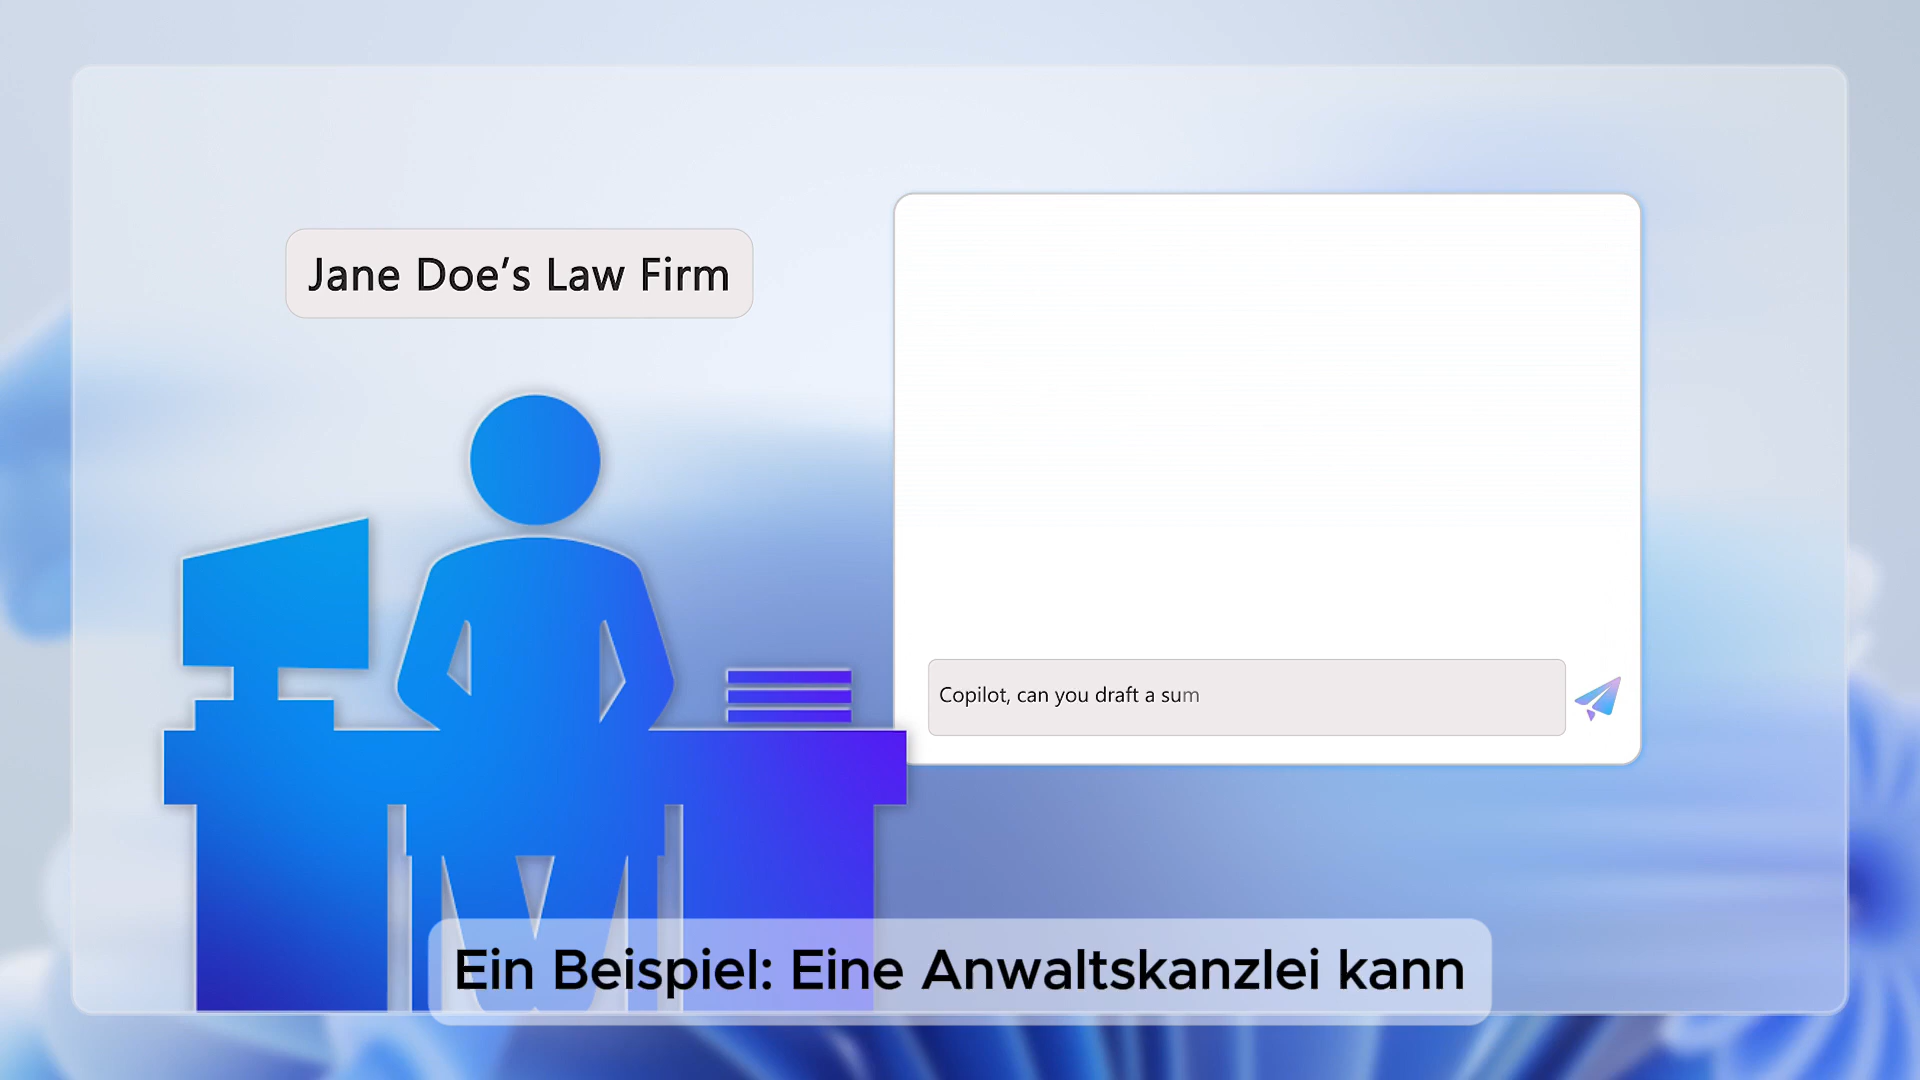 Jane Doe’s Law Firm
Copilot, can you draft a sum
Ein Beispiel: Eine Anwaltskanzlei kann